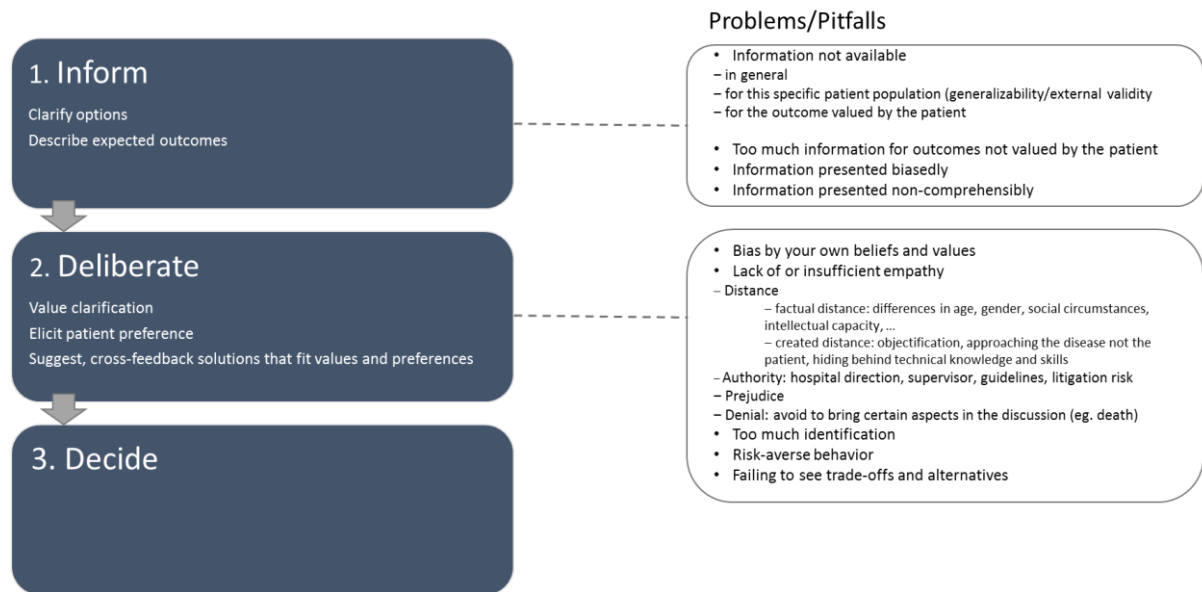 Problems/Pitfalls
1. Inform
Clarify options
Describe expected outcomes
• Information not available
– in general
– for this specific patient population (generalizability/external validity
– for the outcome valued by the patient
• Too much information for outcomes not valued by the patient
• Information presented biasedly
• Information presented non-comprehensibly
2. Deliberate
Value clarification
Elicit patient preference
Suggest, cross-feedback solutions that fit values and preferences
• Bias by your own beliefs and values
• Lack of or insufficient empathy
– Distance
– factual distance: differences in age, gender, social circumstances,
intellectual capacity, ...
– created distance: objectification, approaching the disease not the
patient, hiding behind technical knowledge and skills
–Authority: hospital direction, supervisor, guidelines, litigation risk
– Prejudice
– Denial: avoid to bring certain aspects in the discussion (eg. death)
• Too much identification
• Risk-averse behavior
• Failing to see trade-offs and alternatives
3. Decide